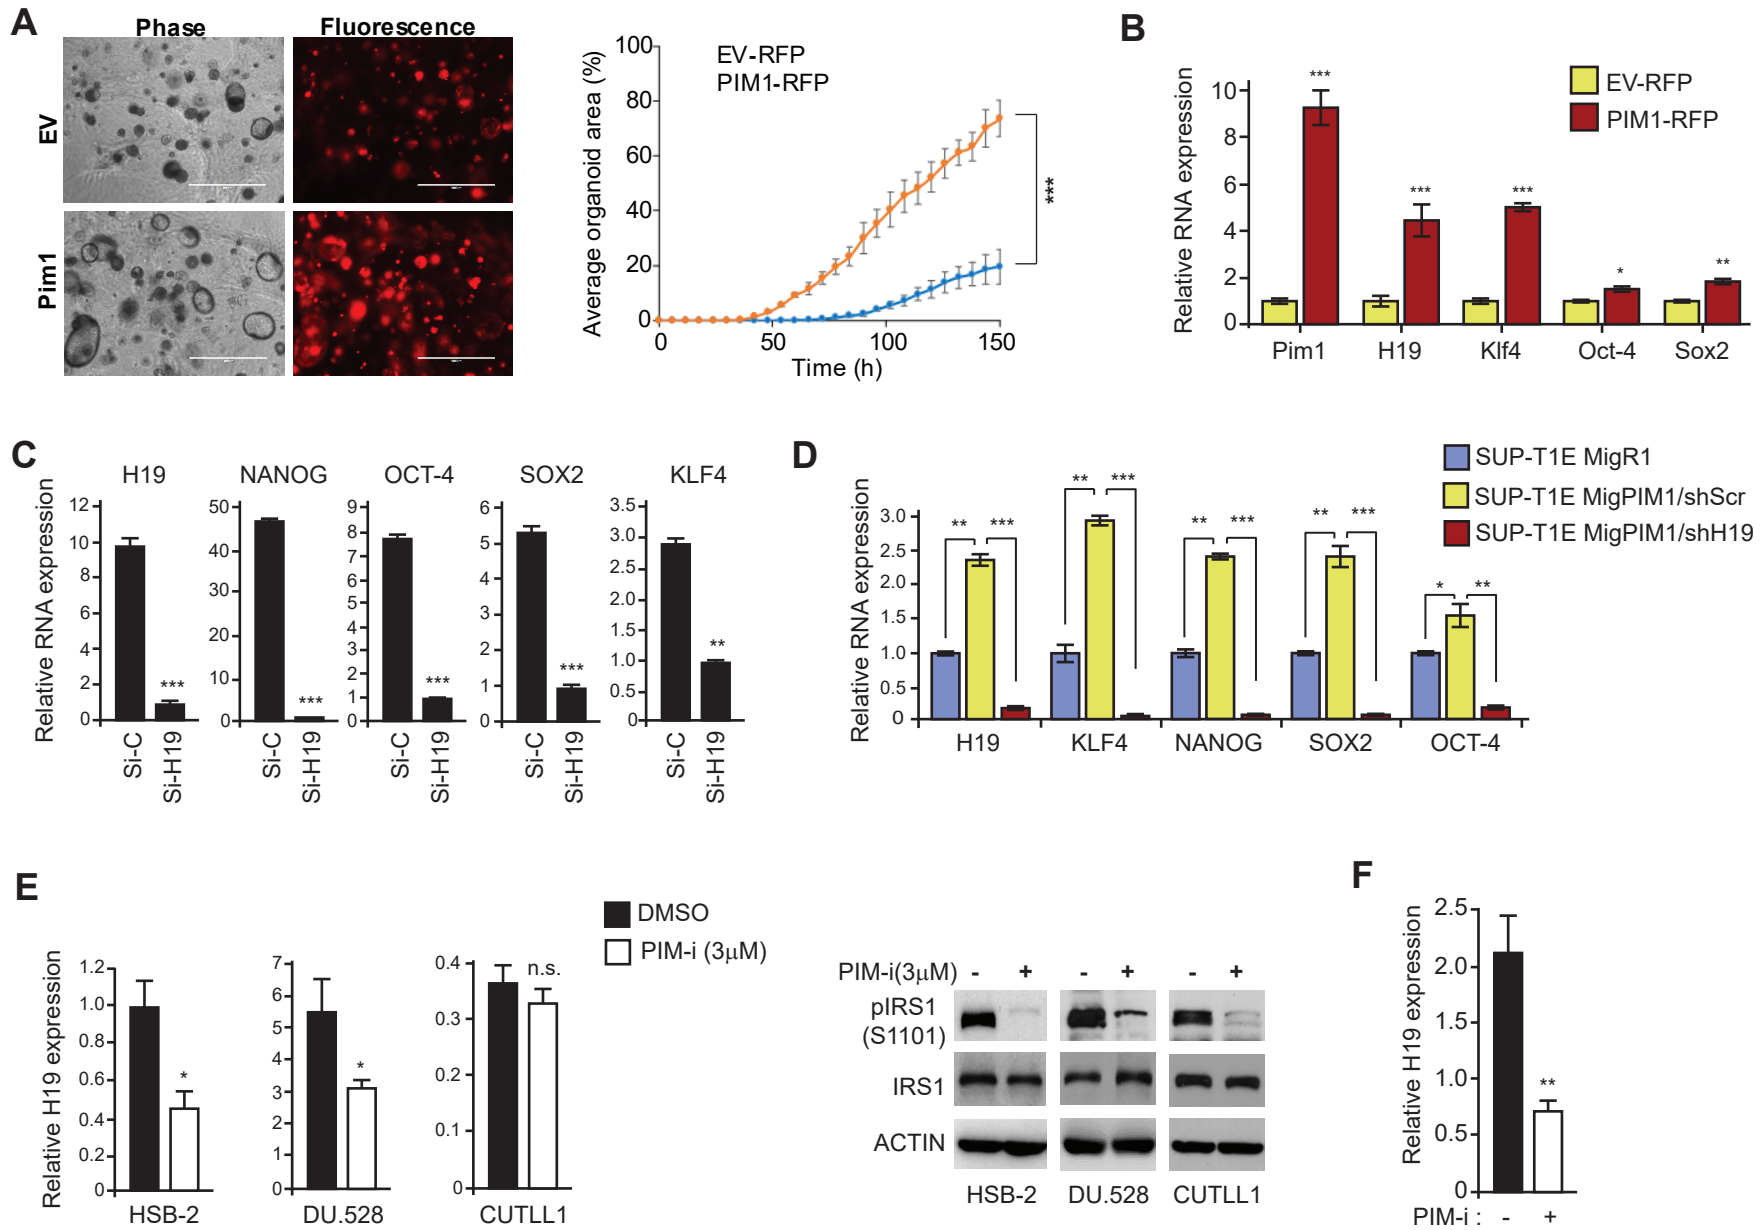 A
Phase
Fluorescence
EV
Pim1
Average organoid area (%)
100
80
60
40
20
0
EV-RFP
PIM1-RFP
***
0
50
100
150
Time (h)
B
Relative RNA expression
10
8
6
4
2
0
***
***
***
*
**
EV-RFP
PIM1-RFP
Pim1
H19
Klf4
Oct-4
Sox2
C
Relative RNA expression
H19
NANOG
OCT-4
SOX2
KLF4
12
10
8
6
4
2
0
***
50
40
30
20
10
0
***
9
8
7
6
5
4
3
2
1
0
***
6
5
4
3
2
1
0
***
3.5
3.0
2.5
2.0
1.5
1.0
0.5
0
**
Si-C
Si-H19
Si-C
Si-H19
Si-C
Si-H19
Si-C
Si-H19
Si-C
Si-H19
D
SUP-T1E MigR1
SUP-T1E MigPIM1/shScr
SUP-T1E MigPIM1/shH19
Relative RNA expression
3.0
2.5
2.0
1.5
1.0
0.5
0
** ***
** ***
** ***
** ***
* **
H19
KLF4
NANOG
SOX2
OCT-4
E
DMSO
PIM-i (3µM)
Relative H19 expression
1.2
1.0
0.8
0.6
0.4
0.2
0
*
HSB-2
7
6
5
4
3
2
1
0
*
DU.528
0.4
0.3
0.2
0.1
0
n.s.
CUTLL1
PIM-i(3µM) - + - + - +
pIRS1
(S1101)
IRS1
ACTIN
HSB-2
DU.528
CUTLL1
F
Relative H19 expression
2.5
2.0
1.5
1.0
0.5
0
**
PIM-i : - +